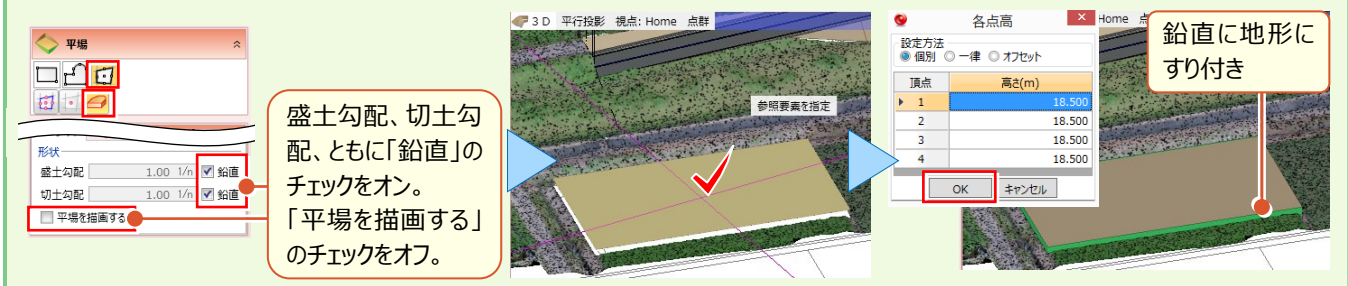 平場
形状
盛土勾配 1.00 1/n 鉛直
切土勾配 1.00 1/n 鉛直
平場を描画する
盛土勾配、切土勾
配、ともに「鉛直」の
チェックをオン。
「平場を描画する」
のチェックをオフ。
3D 平行投影 視点: Home 点群
参照要素を指定
各点高
設定方法
個別 一律 オフセット
頂点 高さ(m)
1 18.500
2 18.500
3 18.500
4 18.500
OK キャンセル
Home
鉛直に地形に
すり付き